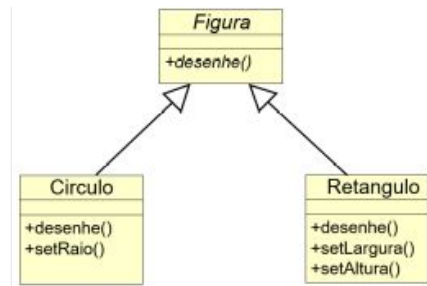 Figura
+desenhe()
Circulo
+desenhe()
+setRaio()
Retangulo
+desenhe()
+setLargura()
+setAltura()